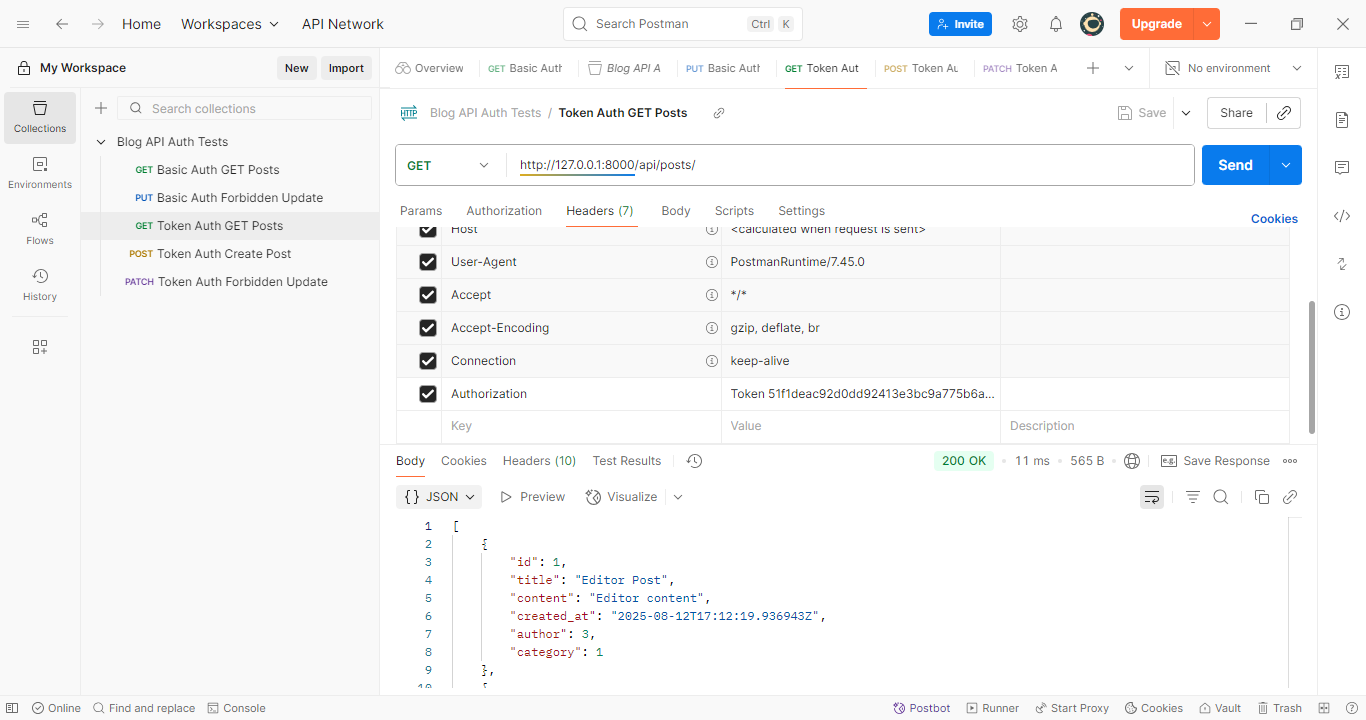 Home Workspaces API Network Search Postman Ctrl K Invite Upgrade
My Workspace New Import
Overview GET Basic Auth Blog API A PUT Basic Auth GET Token Aut POST Token Au PATCH Token A No environment
Collections
Environments
Flows
History
Search collections
Blog API Auth Tests
GET Basic Auth GET Posts
PUT Basic Auth Forbidden Update
GET Token Auth GET Posts
POST Token Auth Create Post
PATCH Token Auth Forbidden Update
HTTP Blog API Auth Tests / Token Auth GET Posts Save Share
GET http://127.0.0.1:8000/api/posts/ Send
Params Authorization Headers (7) Body Scripts Settings Cookies
Host <calculated when request is sent>
User-Agent PostmanRuntime/7.45.0
Accept */*
Accept-Encoding gzip, deflate, br
Connection keep-alive
Authorization Token 51f1deac92d0dd92413e3bc9a775b6a...
Key Value Description
Body Cookies Headers (10) Test Results 200 OK • 11 ms • 565 B • e.g. Save Response
{} JSON Preview Visualize
1 [
2 {
3 "id": 1,
4 "title": "Editor Post",
5 "content": "Editor content",
6 "created_at": "2025-08-12T17:12:19.936943Z",
7 "author": 3,
8 "category": 1
9 },
10 {
Online Find and replace Console Postbot Runner Start Proxy Cookies Vault Trash